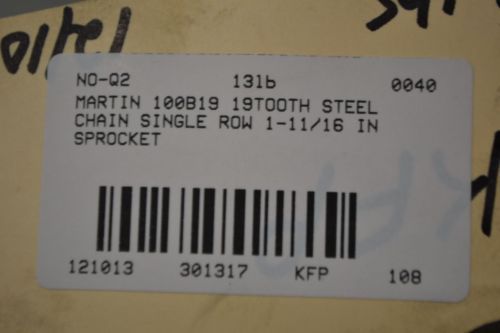 NO-Q2 13lb 0040
MARTIN 100B19 19TOOTH STEEL
CHAIN SINGLE ROW 1-11/16 IN
SPROCKET
121013 301317 KFP 108